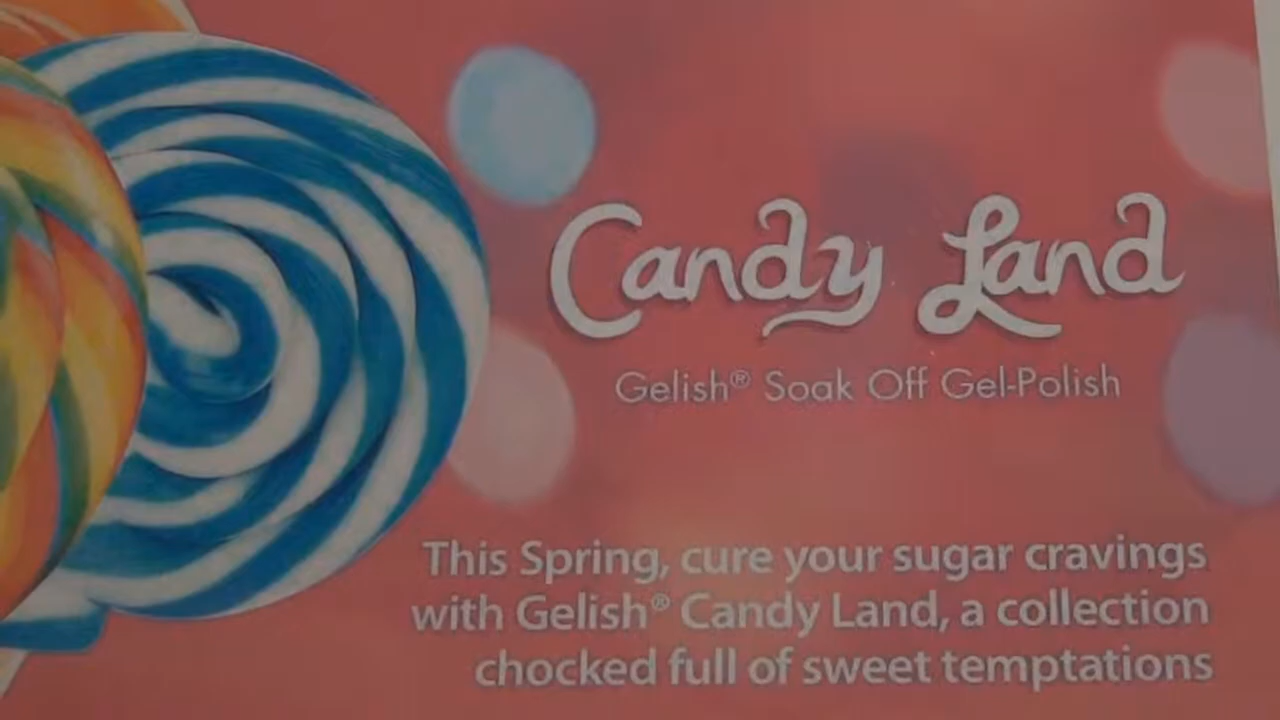 Candy Land
Gelish® Soak Off Gel-Polish
This Spring, cure your sugar cravings
with Gelish® Candy Land, a collection
chocked full of sweet temptations